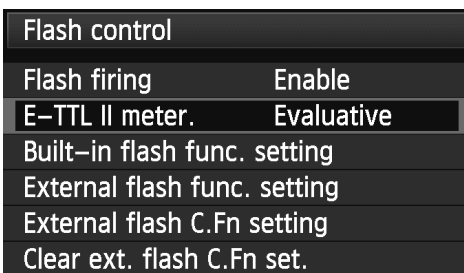 Flash control
Flash firing Enable
E-TTL II meter. Evaluative
Built-in flash func. setting
External flash func. setting
External flash C.Fn setting
Clear ext. flash C.Fn set.